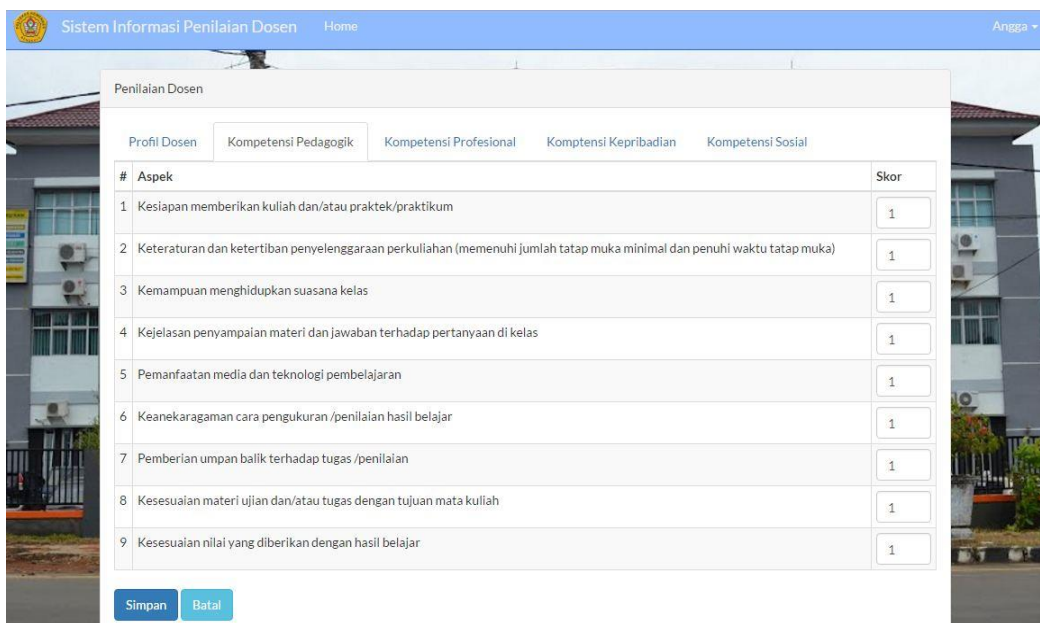 Sistem Informasi Penilaian Dosen Home Angga
Penilaian Dosen
Profil Dosen Kompetensi Pedagogik Kompetensi Profesional Komptensi Kepribadian Kompetensi Sosial
# Aspek Skor
1 Kesiapan memberikan kuliah dan/atau praktek/praktikum 1
2 Keteraturan dan ketertiban penyelenggaraan perkuliahan (memenuhi jumlah tatap muka minimal dan penuhi waktu tatap muka) 1
3 Kemampuan menghidupkan suasana kelas 1
4 Kejelasan penyampaian materi dan jawaban terhadap pertanyaan di kelas 1
5 Pemanfaatan media dan teknologi pembelajaran 1
6 Keanekaragaman cara pengukuran /penilaian hasil belajar 1
7 Pemberian umpan balik terhadap tugas /penilaian 1
8 Kesesuaian materi ujian dan/atau tugas dengan tujuan mata kuliah 1
9 Kesesuaian nilai yang diberikan dengan hasil belajar 1
Simpan Batal